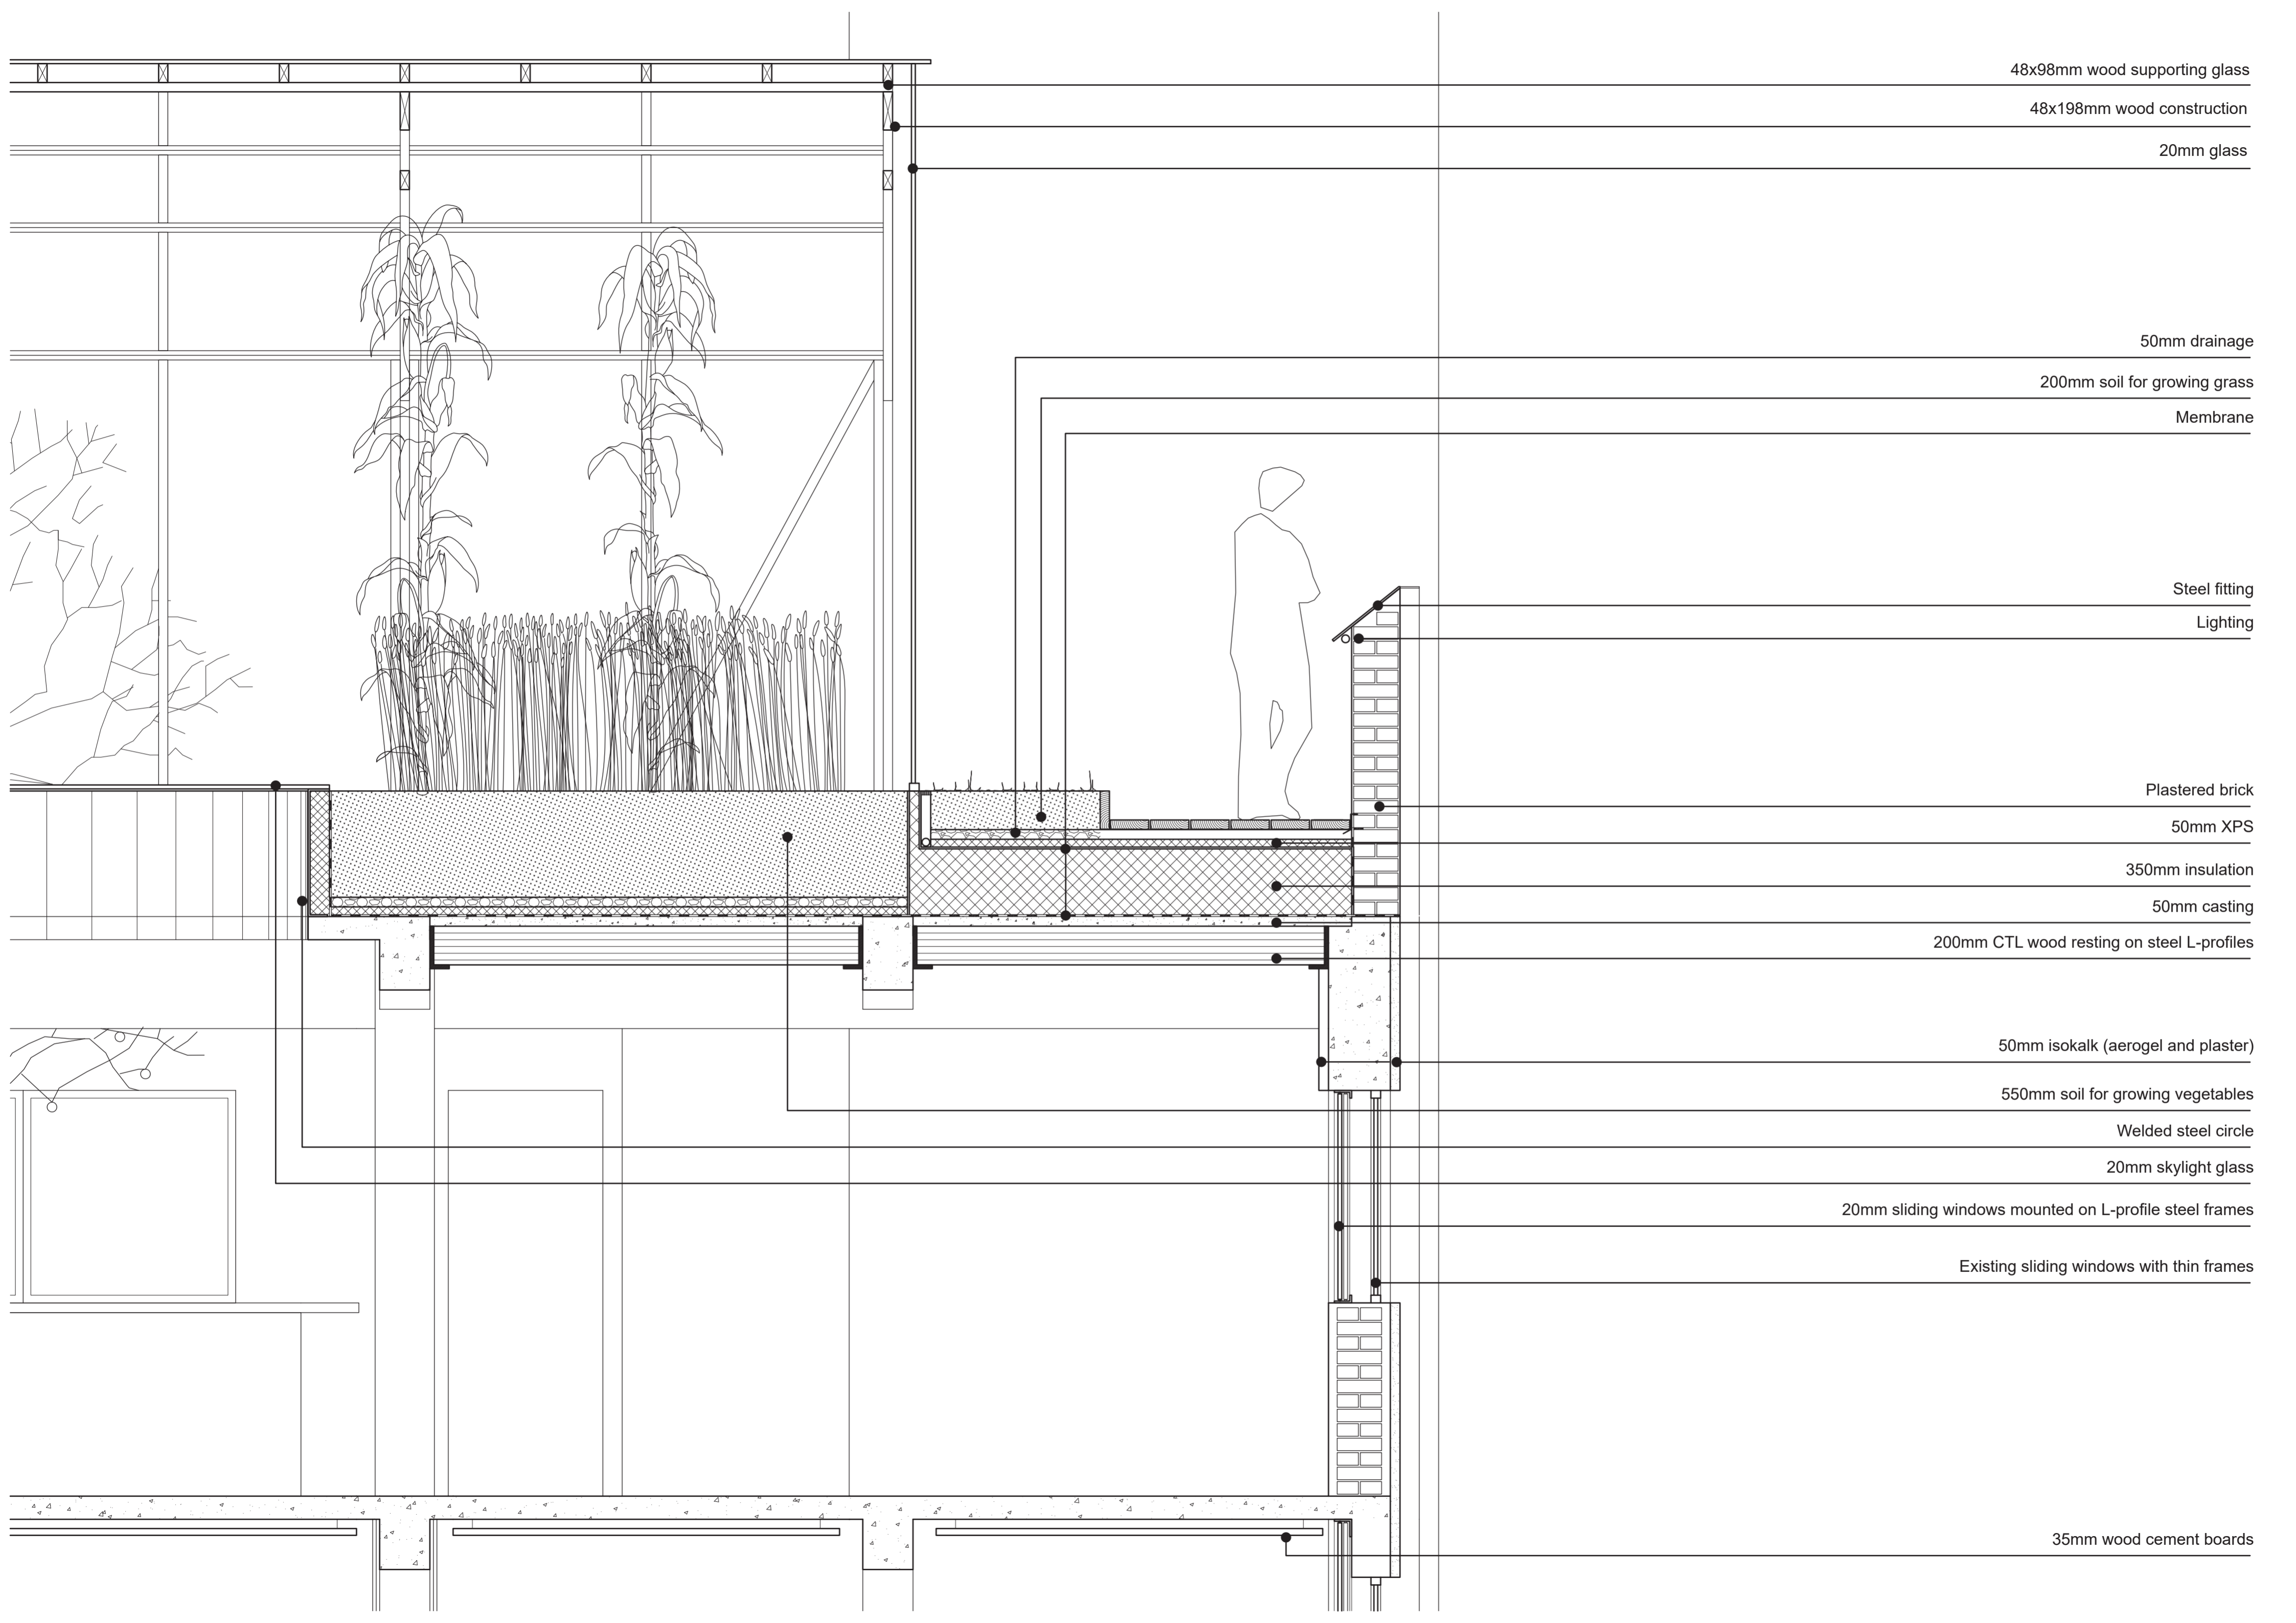 48x98mm wood supporting glass
48x198mm wood construction
20mm glass
50mm drainage
200mm soil for growing grass
Membrane
Steel fitting
Lighting
Plastered brick
50mm XPS
350mm insulation
50mm casting
200mm CTL wood resting on steel L-profiles
50mm isokalk (aerogel and plaster)
550mm soil for growing vegetables
Welded steel circle
20mm skylight glass
20mm sliding windows mounted on L-profile steel frames
Existing sliding windows with thin frames
35mm wood cement boards